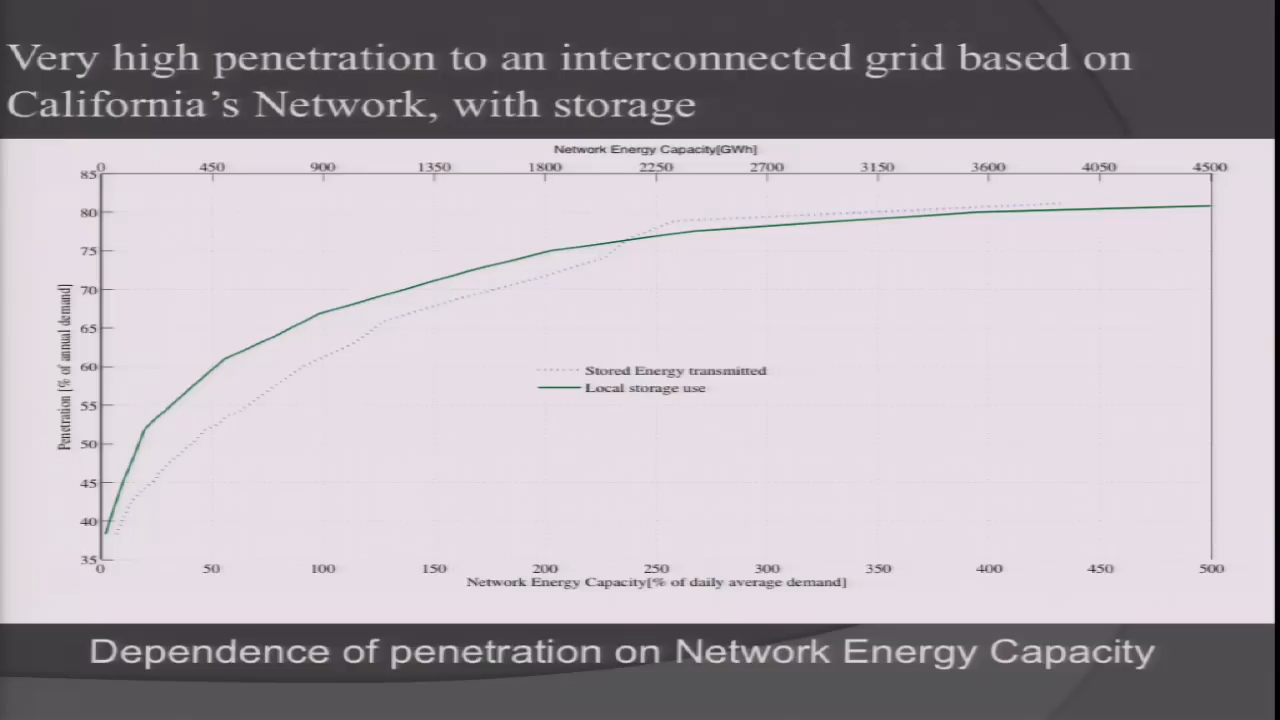 Very high penetration to an interconnected grid based on
California's Network, with storage
Network Energy Capacity[GWh]
0 450 900 1350 1800 2250 2700 3150 3600 4050 4500
85
80
75
70
65
60
55
50
45
40
35
Penetration [% of annual demand]
Stored Energy transmitted
Local storage use
0 50 100 150 200 250 300 350 400 450 500
Network Energy Capacity[% of daily average demand]
Dependence of penetration on Network Energy Capacity